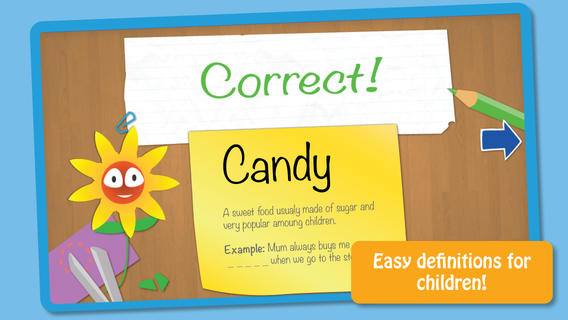 Correct!
Candy
A sweet food usualy made of sugar and
very popular amoung children.
Example: Mum always buys me
_ _ _ _ _ when we go to the
Easy definitions for
children!